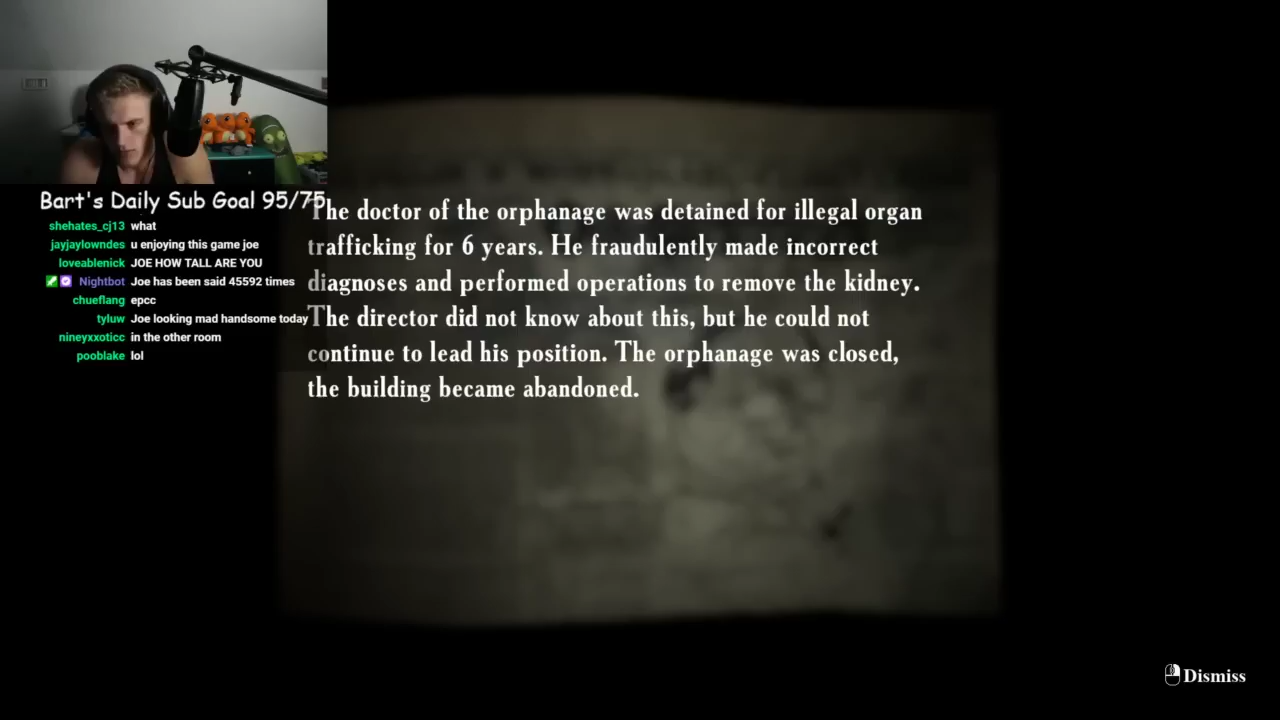 Bart's Daily Sub Goal 95/75
shehates_cj13 what
jayjaylowndes u enjoying this game joe
loveablenick JOE HOW TALL ARE YOU
Nightbot Joe has been said 45592 times
chueflang epcc
tyluw Joe looking mad handsome today
nineyxxoticc in the other room
pooblake lol
The doctor of the orphanage was detained for illegal organ
trafficking for 6 years. He fraudulently made incorrect
diagnoses and performed operations to remove the kidney.
The director did not know about this, but he could not
continue to lead his position. The orphanage was closed,
the building became abandoned.
Dismiss